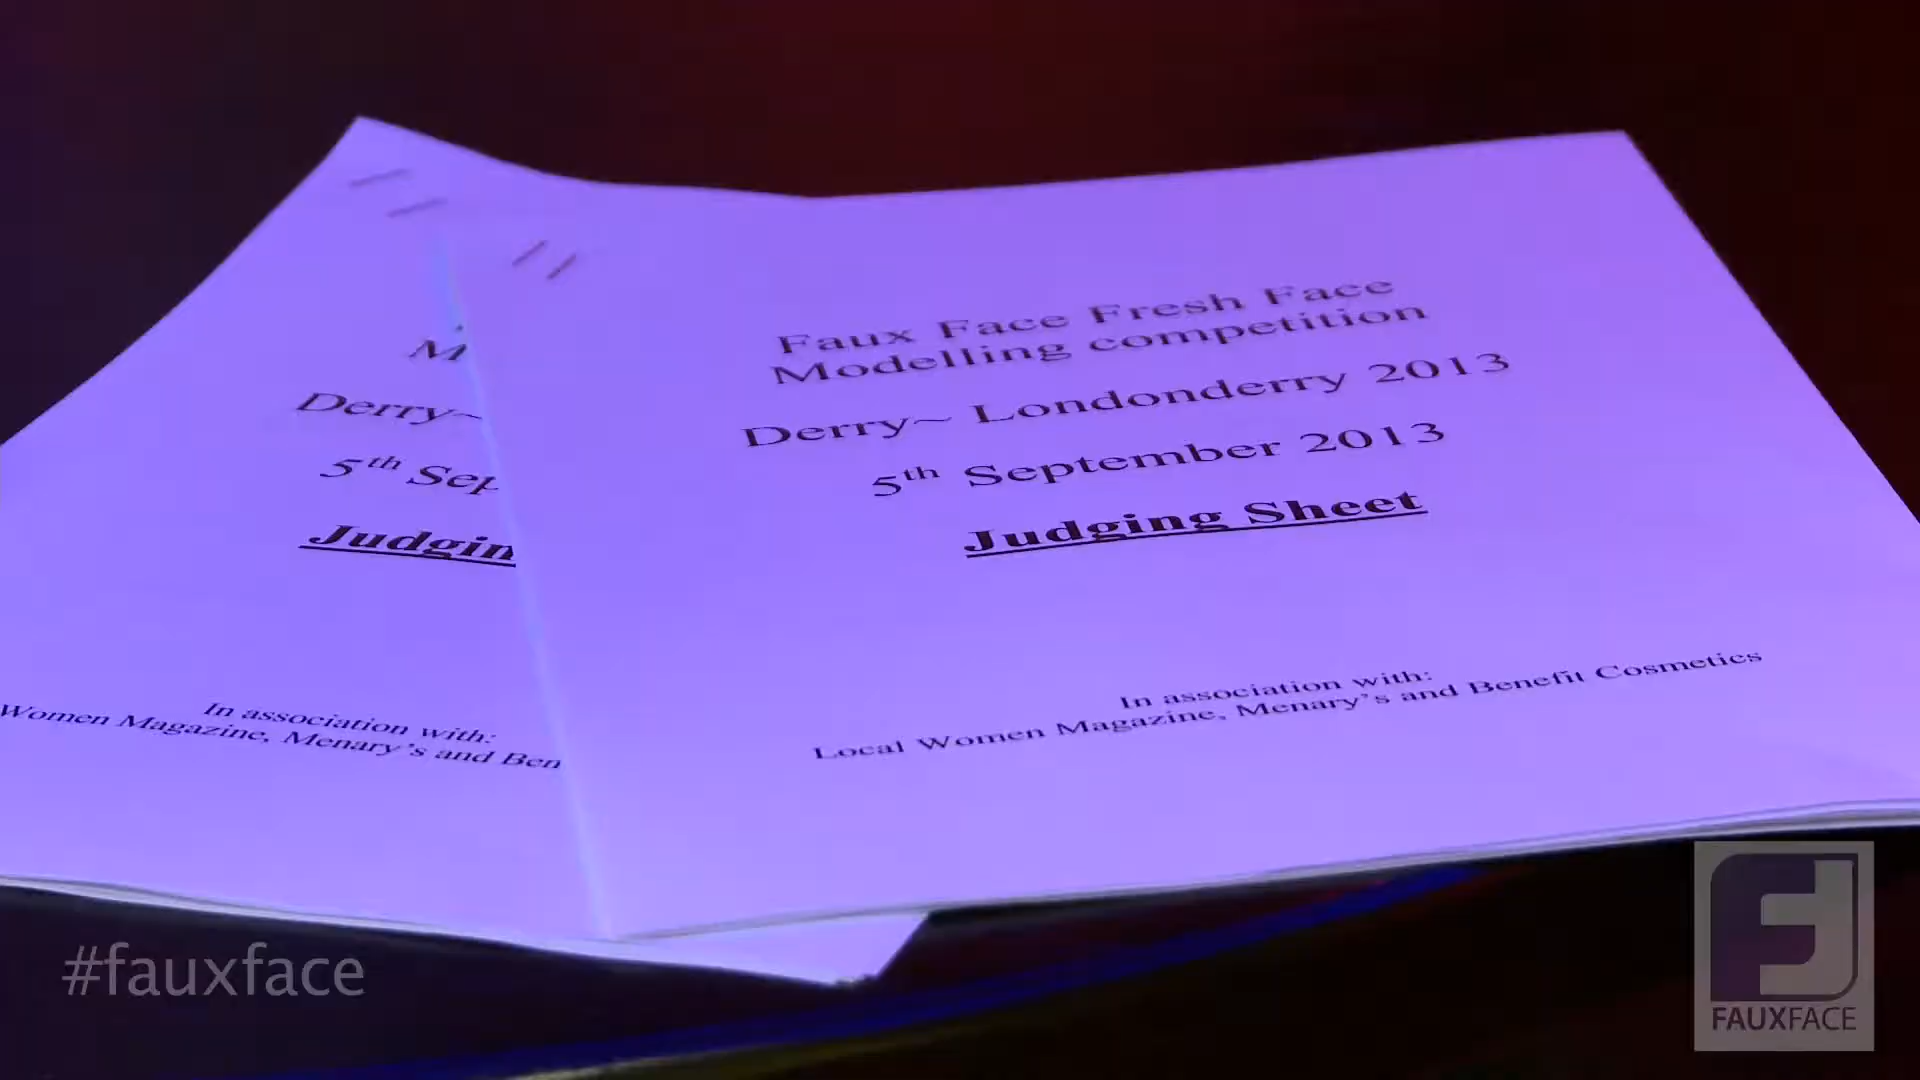 M
Derry~
5th Sep
Judgin
In association with:
Women Magazine, Menary's and Ben
Faux Face Fresh Face
Modelling competition
Derry~ Londonderry 2013
5th September 2013
Judging Sheet
In association with:
Local Women Magazine, Menary's and Benefit Cosmetics
#fauxface
FAUXFACE